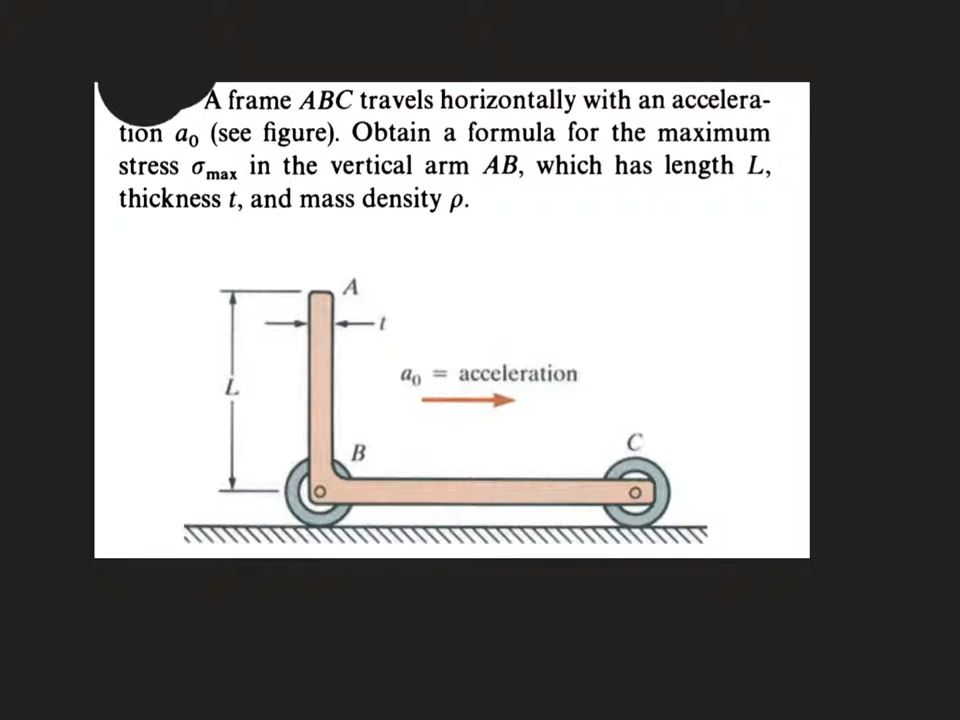 A frame ABC travels horizontally with an accelera-
tion a₀ (see figure). Obtain a formula for the maximum
stress σmax in the vertical arm AB, which has length L,
thickness t, and mass density ρ.
A
t
a₀ = acceleration
L
B
C